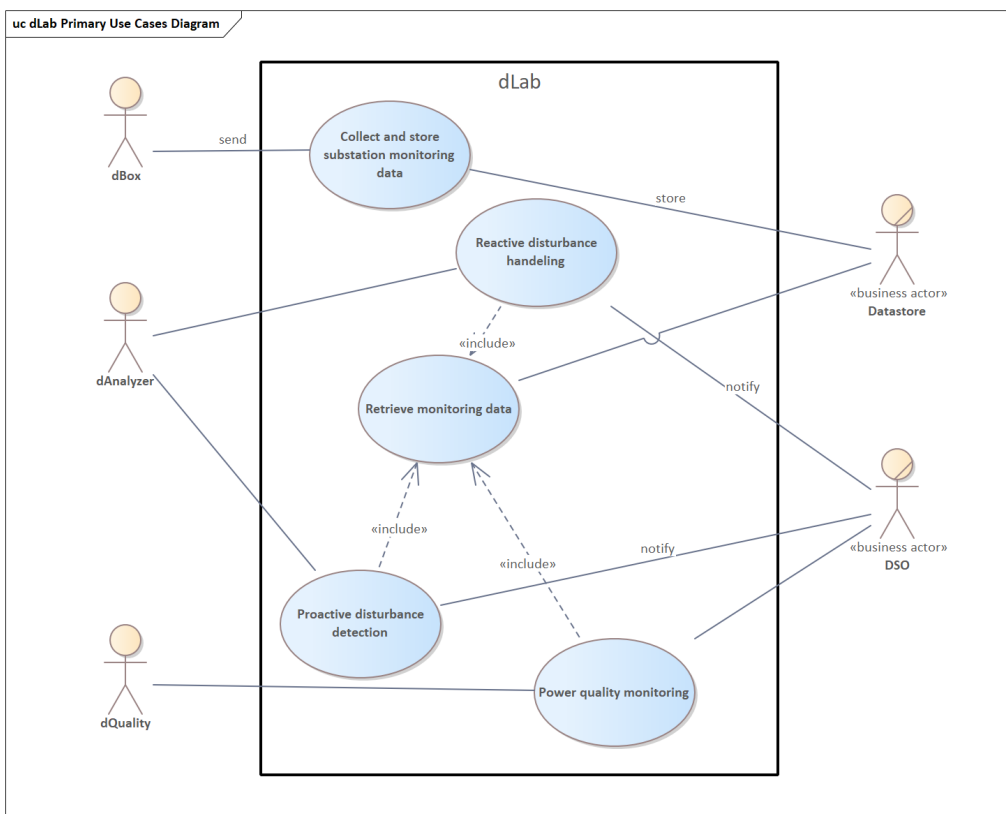 uc dLab Primary Use Cases Diagram
dLab
Collect and store
substation monitoring
data
send
dBox
store
Reactive disturbance
handeling
«business actor»
Datastore
«include»
dAnalyzer
notify
Retrieve monitoring data
«include»
notify
«business actor»
DSO
«include»
Proactive disturbance
detection
Power quality monitoring
dQuality